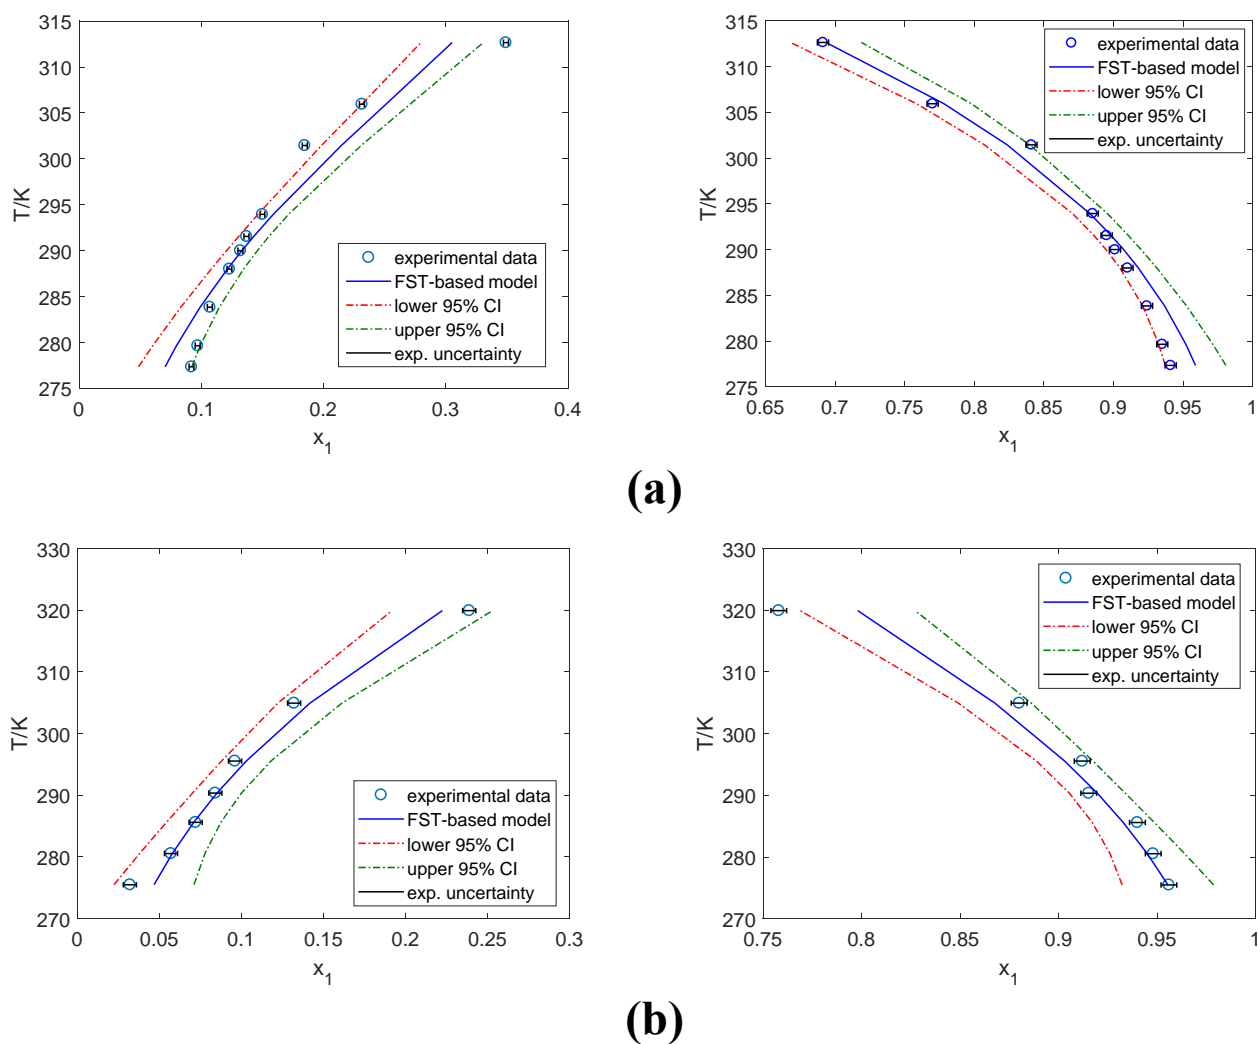 315
310
305
300
295
290
285
280
275
T/K
0
0.1
0.2
0.3
0.4
x1
experimental data
FST-based model
lower 95% CI
upper 95% CI
exp. uncertainty
315
310
305
300
295
290
285
280
275
T/K
0.65
0.7
0.75
0.8
0.85
0.9
0.95
1
x1
experimental data
FST-based model
lower 95% CI
upper 95% CI
exp. uncertainty
(a)
330
320
310
300
290
280
270
T/K
0
0.05
0.1
0.15
0.2
0.25
0.3
x1
experimental data
FST-based model
lower 95% CI
upper 95% CI
exp. uncertainty
330
320
310
300
290
280
270
T/K
0.75
0.8
0.85
0.9
0.95
1
x1
experimental data
FST-based model
lower 95% CI
upper 95% CI
exp. uncertainty
(b)